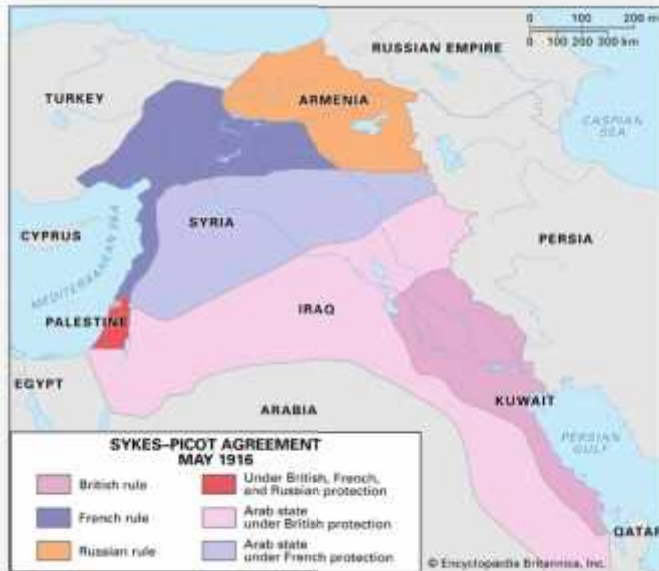 0 100 200 mi
0 100 200 300 km
RUSSIAN EMPIRE
TURKEY
ARMENIA
CASPIAN
SEA
CYPRUS
MEDITERRANEAN SEA
SYRIA
PERSIA
PALESTINE
IRAQ
EGYPT
ARABIA
KUWAIT
PERSIAN
GULF
QATAR
SYKES–PICOT AGREEMENT
MAY 1916
British rule
French rule
Russian rule
Under British, French,
and Russian protection
Arab state
under British protection
Arab state
under French protection
© Encyclopædia Britannica, Inc.